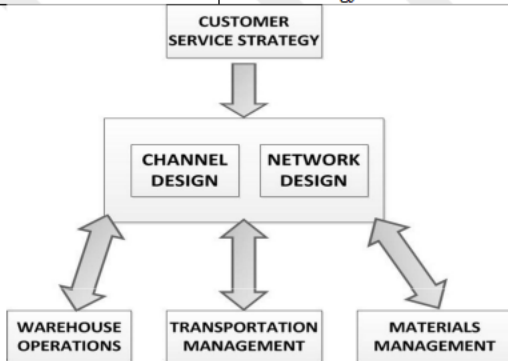 CUSTOMER
SERVICE STRATEGY
CHANNEL
DESIGN
NETWORK
DESIGN
WAREHOUSE
OPERATIONS
TRANSPORTATION
MANAGEMENT
MATERIALS
MANAGEMENT